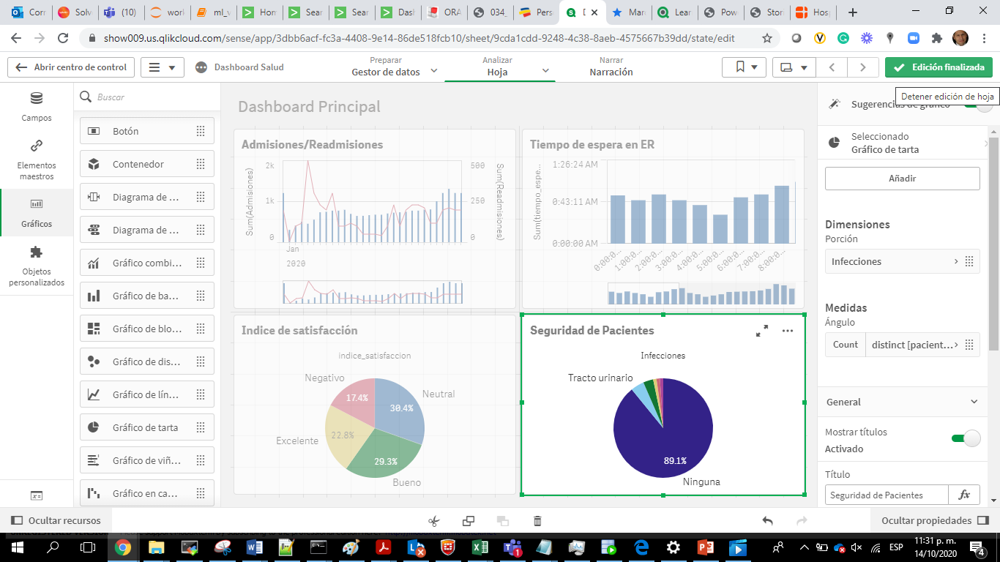 Corr
Solv
(10)
work
ml_v
Hom
Sear
Sear
Dash
ORA
034_
Pers
D
Mar
Lear
Pow
Stor
Hosp
show009.us.qlikcloud.com/sense/app/3dbb6acf-fc3a-4408-9e14-86de518fcb10/sheet/9cda1cdd-9248-4c38-8aeb-4575667b39dd/state/edit
Abrir centro de control
Dashboard Salud
Preparar
Gestor de datos
Analizar
Hoja
Narrar
Narración
Edición finalizada
Detener edición de hoja
Campos
Elementos
maestros
Gráficos
Objetos
personalizados
Buscar
Botón
Contenedor
Diagrama de ...
Diagrama de ...
Gráfico combi...
Gráfico de ba...
Gráfico de blo...
Gráfico de dis...
Gráfico de lín...
Gráfico de tarta
Gráfico de viñ...
Gráfico en ca...
Dashboard Principal
Admisiones/Readmisiones
Sum(Admisiones)
2k
1k
0
500
250
0
Sum(Readmisiones)
Jan
2020
Tiempo de espera en ER
Sum(tiempo_espe...
1:26:24 AM
0:43:11 AM
0:00:00 AM
0:00:0...
1:00:0...
2:00:0...
3:00:0...
4:00:0...
5:00:0...
6:00:0...
7:00:0...
8:00:0...
Indice de satisfacción
indice_satisfaccion
Negativo
Neutral
17.4%
30.4%
Excelente
22.8%
29.3%
Bueno
Seguridad de Pacientes
Infecciones
Tracto urinario
89.1%
Ninguna
Sugerencias de gráfico
Seleccionado
Gráfico de tarta
Añadir
Dimensiones
Porción
Infecciones
Medidas
Ángulo
Count
distinct [pacient...
General
Mostrar títulos
Activado
Título
Seguridad de Pacientes
fx
Ocultar recursos
Ocultar propiedades
ESP
11:31 p. m.
14/10/2020
1
4